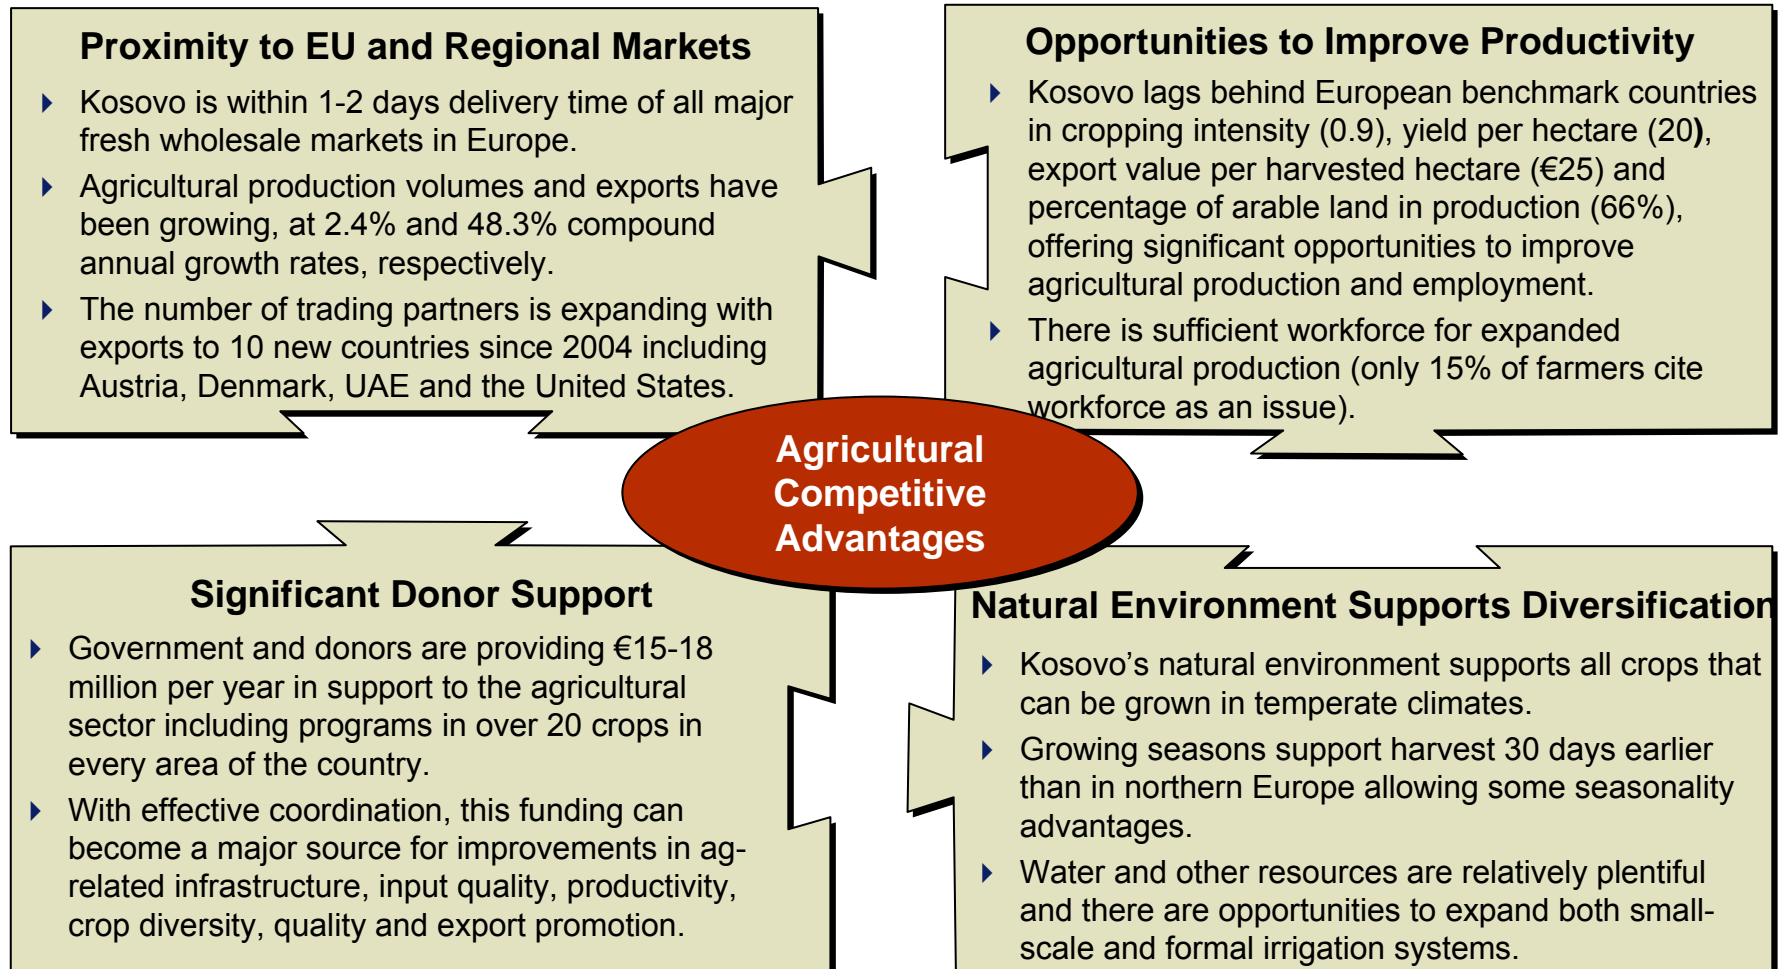 Proximity to EU and Regional Markets
Kosovo is within 1-2 days delivery time of all major
fresh wholesale markets in Europe.
Agricultural production volumes and exports have
been growing, at 2.4% and 48.3% compound
annual growth rates, respectively.
The number of trading partners is expanding with
exports to 10 new countries since 2004 including
Austria, Denmark, UAE and the United States.
Opportunities to Improve Productivity
Kosovo lags behind European benchmark countries
in cropping intensity (0.9), yield per hectare (20),
export value per harvested hectare (€25) and
percentage of arable land in production (66%),
offering significant opportunities to improve
agricultural production and employment.
There is sufficient workforce for expanded
agricultural production (only 15% of farmers cite
workforce as an issue).
Agricultural
Competitive
Advantages
Significant Donor Support
Government and donors are providing €15-18
million per year in support to the agricultural
sector including programs in over 20 crops in
every area of the country.
With effective coordination, this funding can
become a major source for improvements in ag-
related infrastructure, input quality, productivity,
crop diversity, quality and export promotion.
Natural Environment Supports Diversification
Kosovo’s natural environment supports all crops that
can be grown in temperate climates.
Growing seasons support harvest 30 days earlier
than in northern Europe allowing some seasonality
advantages.
Water and other resources are relatively plentiful
and there are opportunities to expand both small-
scale and formal irrigation systems.